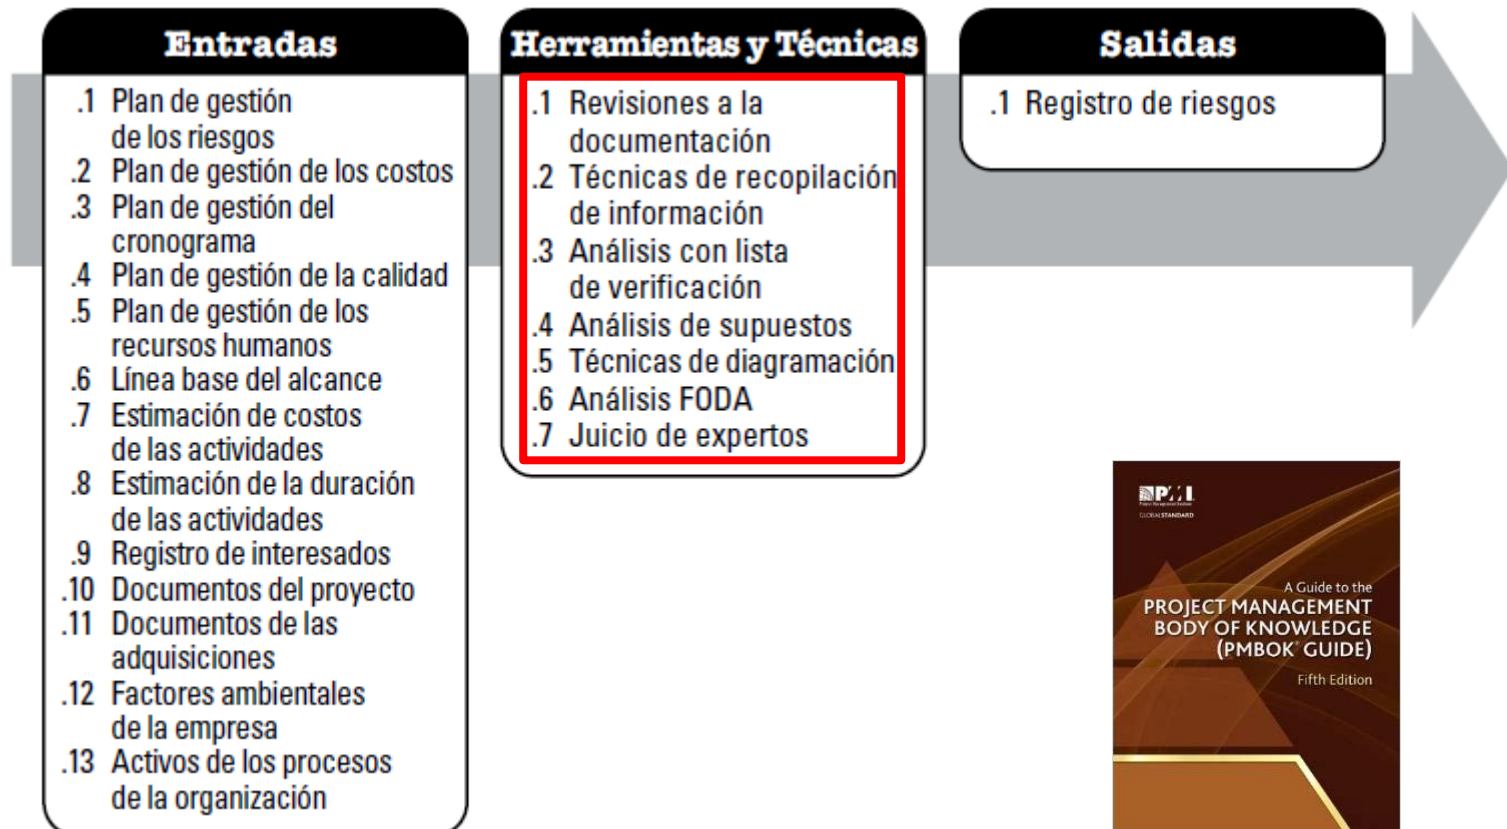 Entradas
.1 Plan de gestión
de los riesgos
.2 Plan de gestión de los costos
.3 Plan de gestión del
cronograma
.4 Plan de gestión de la calidad
.5 Plan de gestión de los
recursos humanos
.6 Línea base del alcance
.7 Estimación de costos
de las actividades
.8 Estimación de la duración
de las actividades
.9 Registro de interesados
.10 Documentos del proyecto
.11 Documentos de las
adquisiciones
.12 Factores ambientales
de la empresa
.13 Activos de los procesos
de la organización
Herramientas y Técnicas
.1 Revisiones a la
documentación
.2 Técnicas de recopilación
de información
.3 Análisis con lista
de verificación
.4 Análisis de supuestos
.5 Técnicas de diagramación
.6 Análisis FODA
.7 Juicio de expertos
Salidas
.1 Registro de riesgos
PMI
GLOBAL STANDARD
A Guide to the
PROJECT MANAGEMENT
BODY OF KNOWLEDGE
(PMBOK® GUIDE)
Fifth Edition